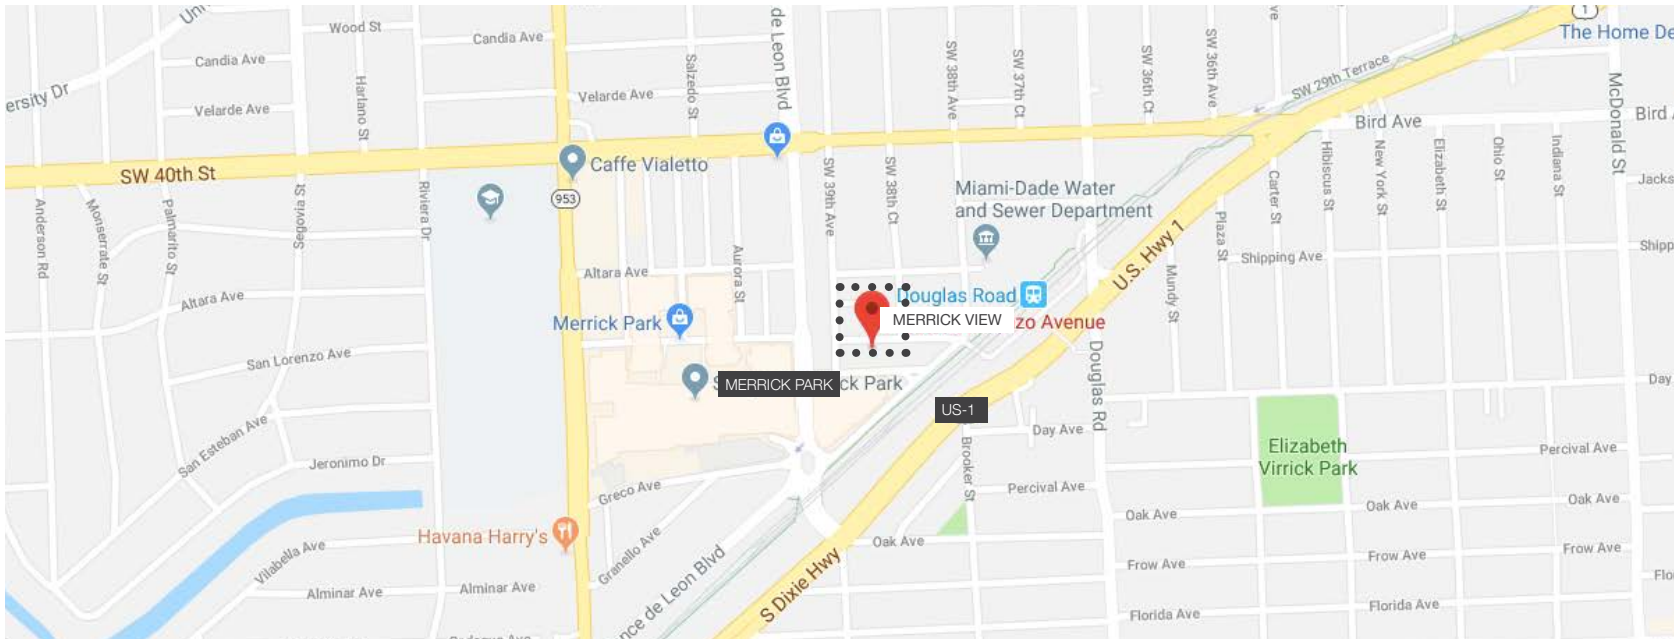 de Leon Blvd
Wood St
Candia Ave
Candia Ave
Harlano St
Velarde Ave
Velarde Ave
Salzedo St
SW 38th Ave
SW 37th Ct
SW 36th Ct
SW 36th Ave
SW 29th Terrace
1
The Home De
McDonald St
ersity Dr
Bird Ave
Bird
SW 40th St
Caffe Vialetto
953
SW 39th Ave
SW 38th Ct
Miami-Dade Water
and Sewer Department
Anderson Rd
Monserrate St
Palmarito St
Segovia St
Riviera Dr
Carter St
Hibiscus St
New York St
Elizabeth St
Ohio St
Indiana St
Jacks
Plaza St
U.S. Hwy 1
Shipping Ave
Shipp
Altara Ave
Altara Ave
Aurora St
Mundy St
Douglas Road
MERRICK VIEW
zo Avenue
Merrick Park
San Lorenzo Ave
MERRICK PARK
ck Park
US-1
Douglas Rd
Day
Day Ave
Brooker St
San Esteban Ave
Jeronimo Dr
Elizabeth
Virrick Park
Percival Ave
Percival Ave
Greco Ave
Oak Ave
Oak Ave
Oak Ave
Oak Ave
Havana Harry's
Granello Ave
Vilabella Ave
Frow Ave
Frow Ave
Frow Ave
Alminar Ave
Alminar Ave
nce de Leon Blvd
S Dixie Hwy
Flo
Florida Ave
Florida Ave